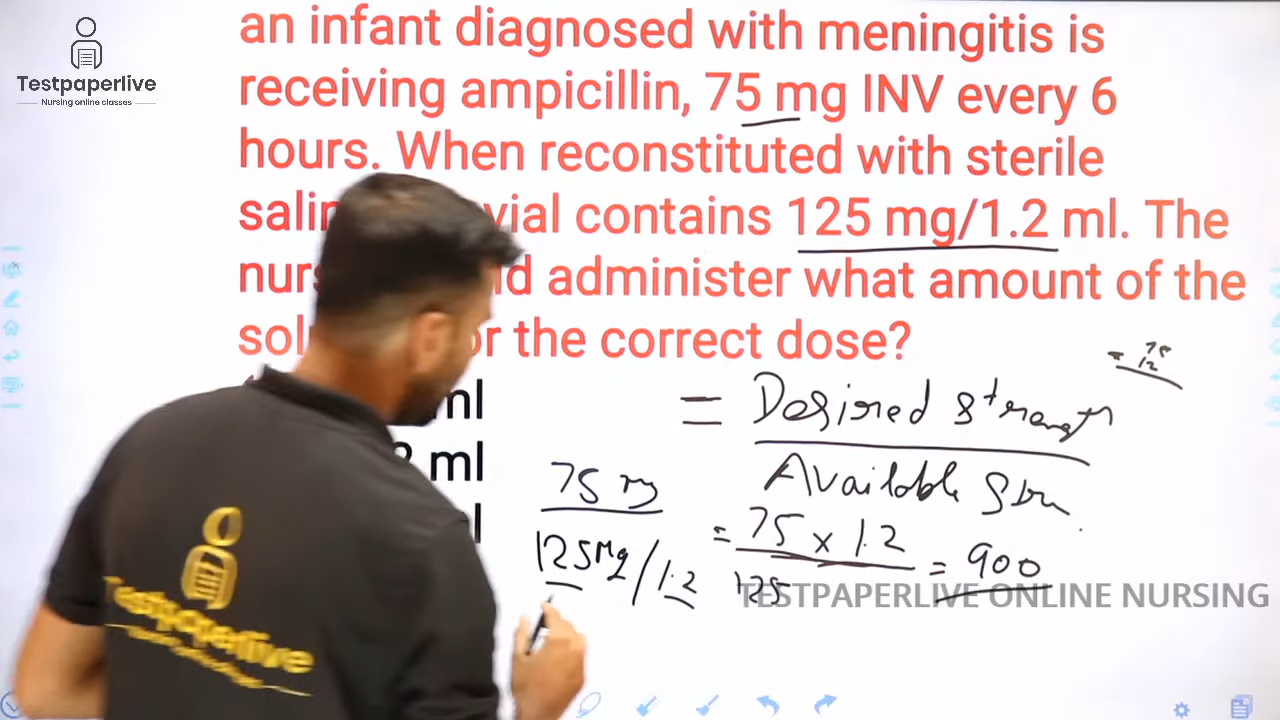 Testpaperlive
Nursing online classes
an infant diagnosed with meningitis is
receiving ampicillin, 75 mg INV every 6
hours. When reconstituted with sterile
vial contains 125 mg/1.2 ml. The
administer what amount of the
or the correct dose?
= 75
12
ml
= Desired strength
ml
Available
75 mg
= 75 x 1.2 = 900
125mg/1.2
125
TESTPAPERLIVE ONLINE NURSING
Testpaperlive